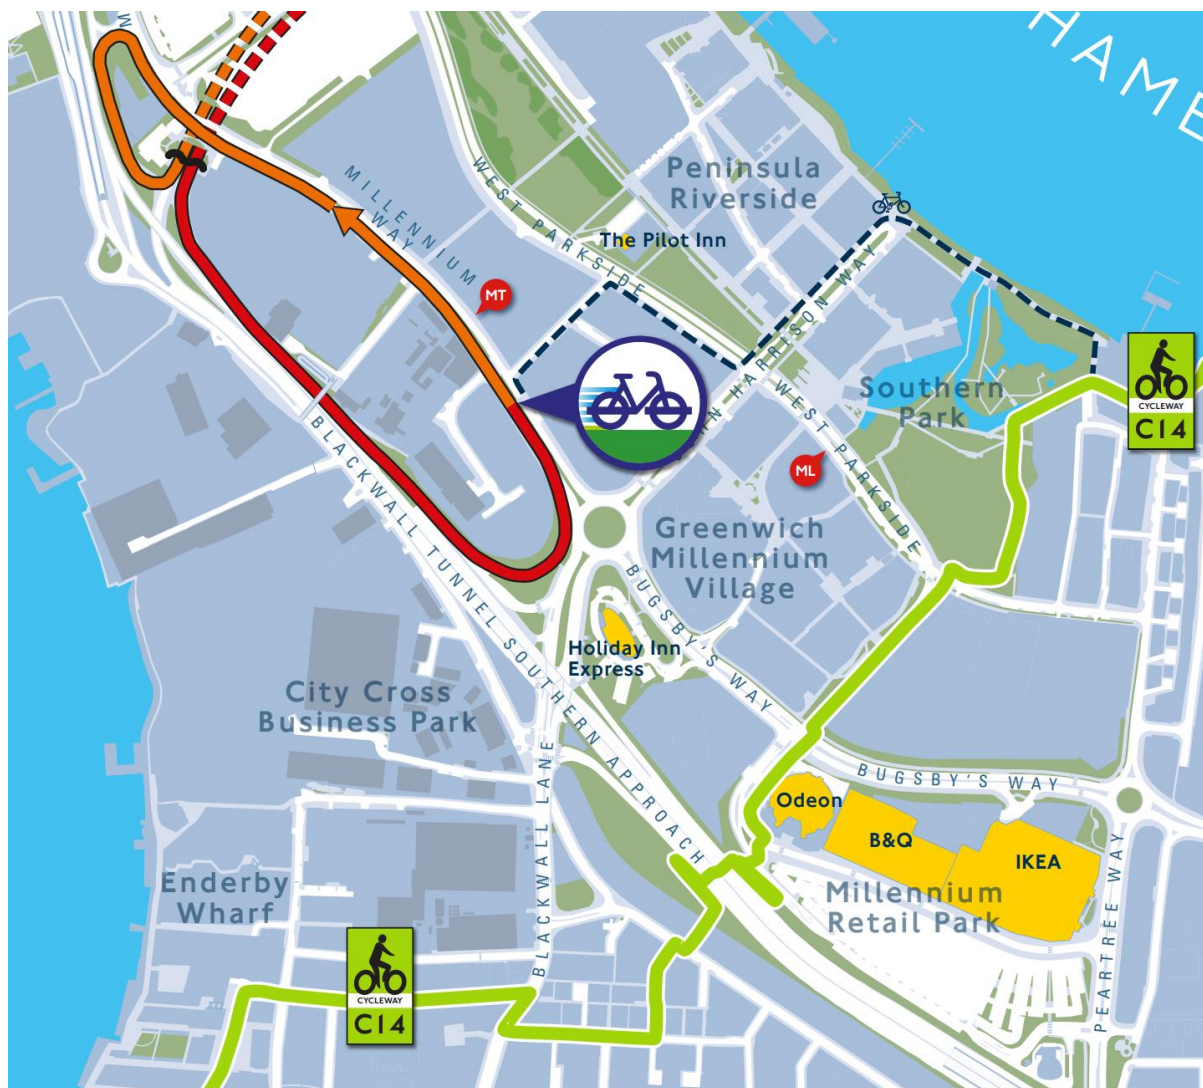 HAME
Peninsula
Riverside
MILLENNIUM
WAY
WEST PARKSIDE
The Pilot Inn
MT
JOHN HARRISON WAY
CYCLEWAY
C14
Southern
Park
WEST PARKSIDE
ML
BLACKWALL TUNNEL SOUTHERN APPROACH
Greenwich
Millennium
Village
BUGSBY'S WAY
Holiday Inn
Express
City Cross
Business Park
BUGSBY'S WAY
Odeon
B&Q
IKEA
BLACKWALL LANE
Enderby
Wharf
Millennium
Retail Park
PEARTREE WAY
CYCLEWAY
C14